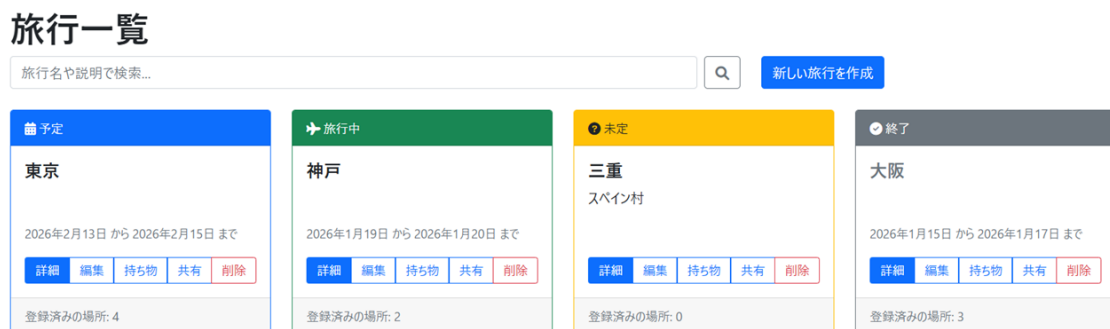 旅行一覧
旅行名や説明で検索...
新しい旅行を作成
予定
東京
2026年2月13日 から 2026年2月15日 まで
詳細 編集 持ち物 共有 削除
登録済みの場所: 4
旅行中
神戸
2026年1月19日 から 2026年1月20日 まで
詳細 編集 持ち物 共有 削除
登録済みの場所: 2
未定
三重
スペイン村
詳細 編集 持ち物 共有 削除
登録済みの場所: 0
終了
大阪
2026年1月15日 から 2026年1月17日 まで
詳細 編集 持ち物 共有 削除
登録済みの場所: 3